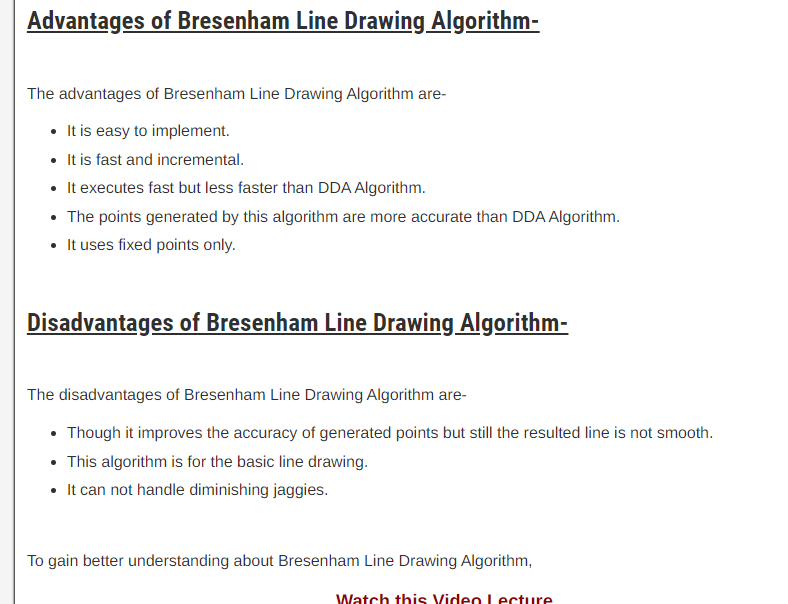 Advantages of Bresenham Line Drawing Algorithm-
The advantages of Bresenham Line Drawing Algorithm are-
It is easy to implement.
It is fast and incremental.
It executes fast but less faster than DDA Algorithm.
The points generated by this algorithm are more accurate than DDA Algorithm.
It uses fixed points only.
Disadvantages of Bresenham Line Drawing Algorithm-
The disadvantages of Bresenham Line Drawing Algorithm are-
Though it improves the accuracy of generated points but still the resulted line is not smooth.
This algorithm is for the basic line drawing.
It can not handle diminishing jaggies.
To gain better understanding about Bresenham Line Drawing Algorithm,
Watch this Video Lecture